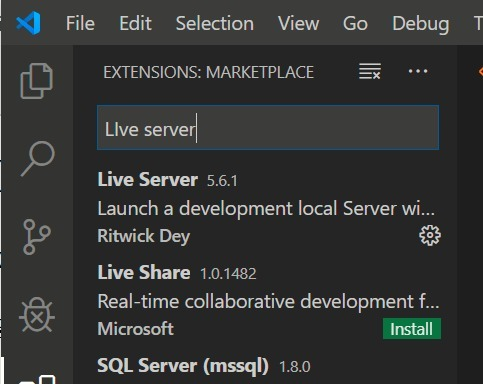 File Edit Selection View Go Debug
EXTENSIONS: MARKETPLACE
LIve server
Live Server 5.6.1
Launch a development local Server wi...
Ritwick Dey
Live Share 1.0.1482
Real-time collaborative development f...
Microsoft Install
SQL Server (mssql) 1.8.0